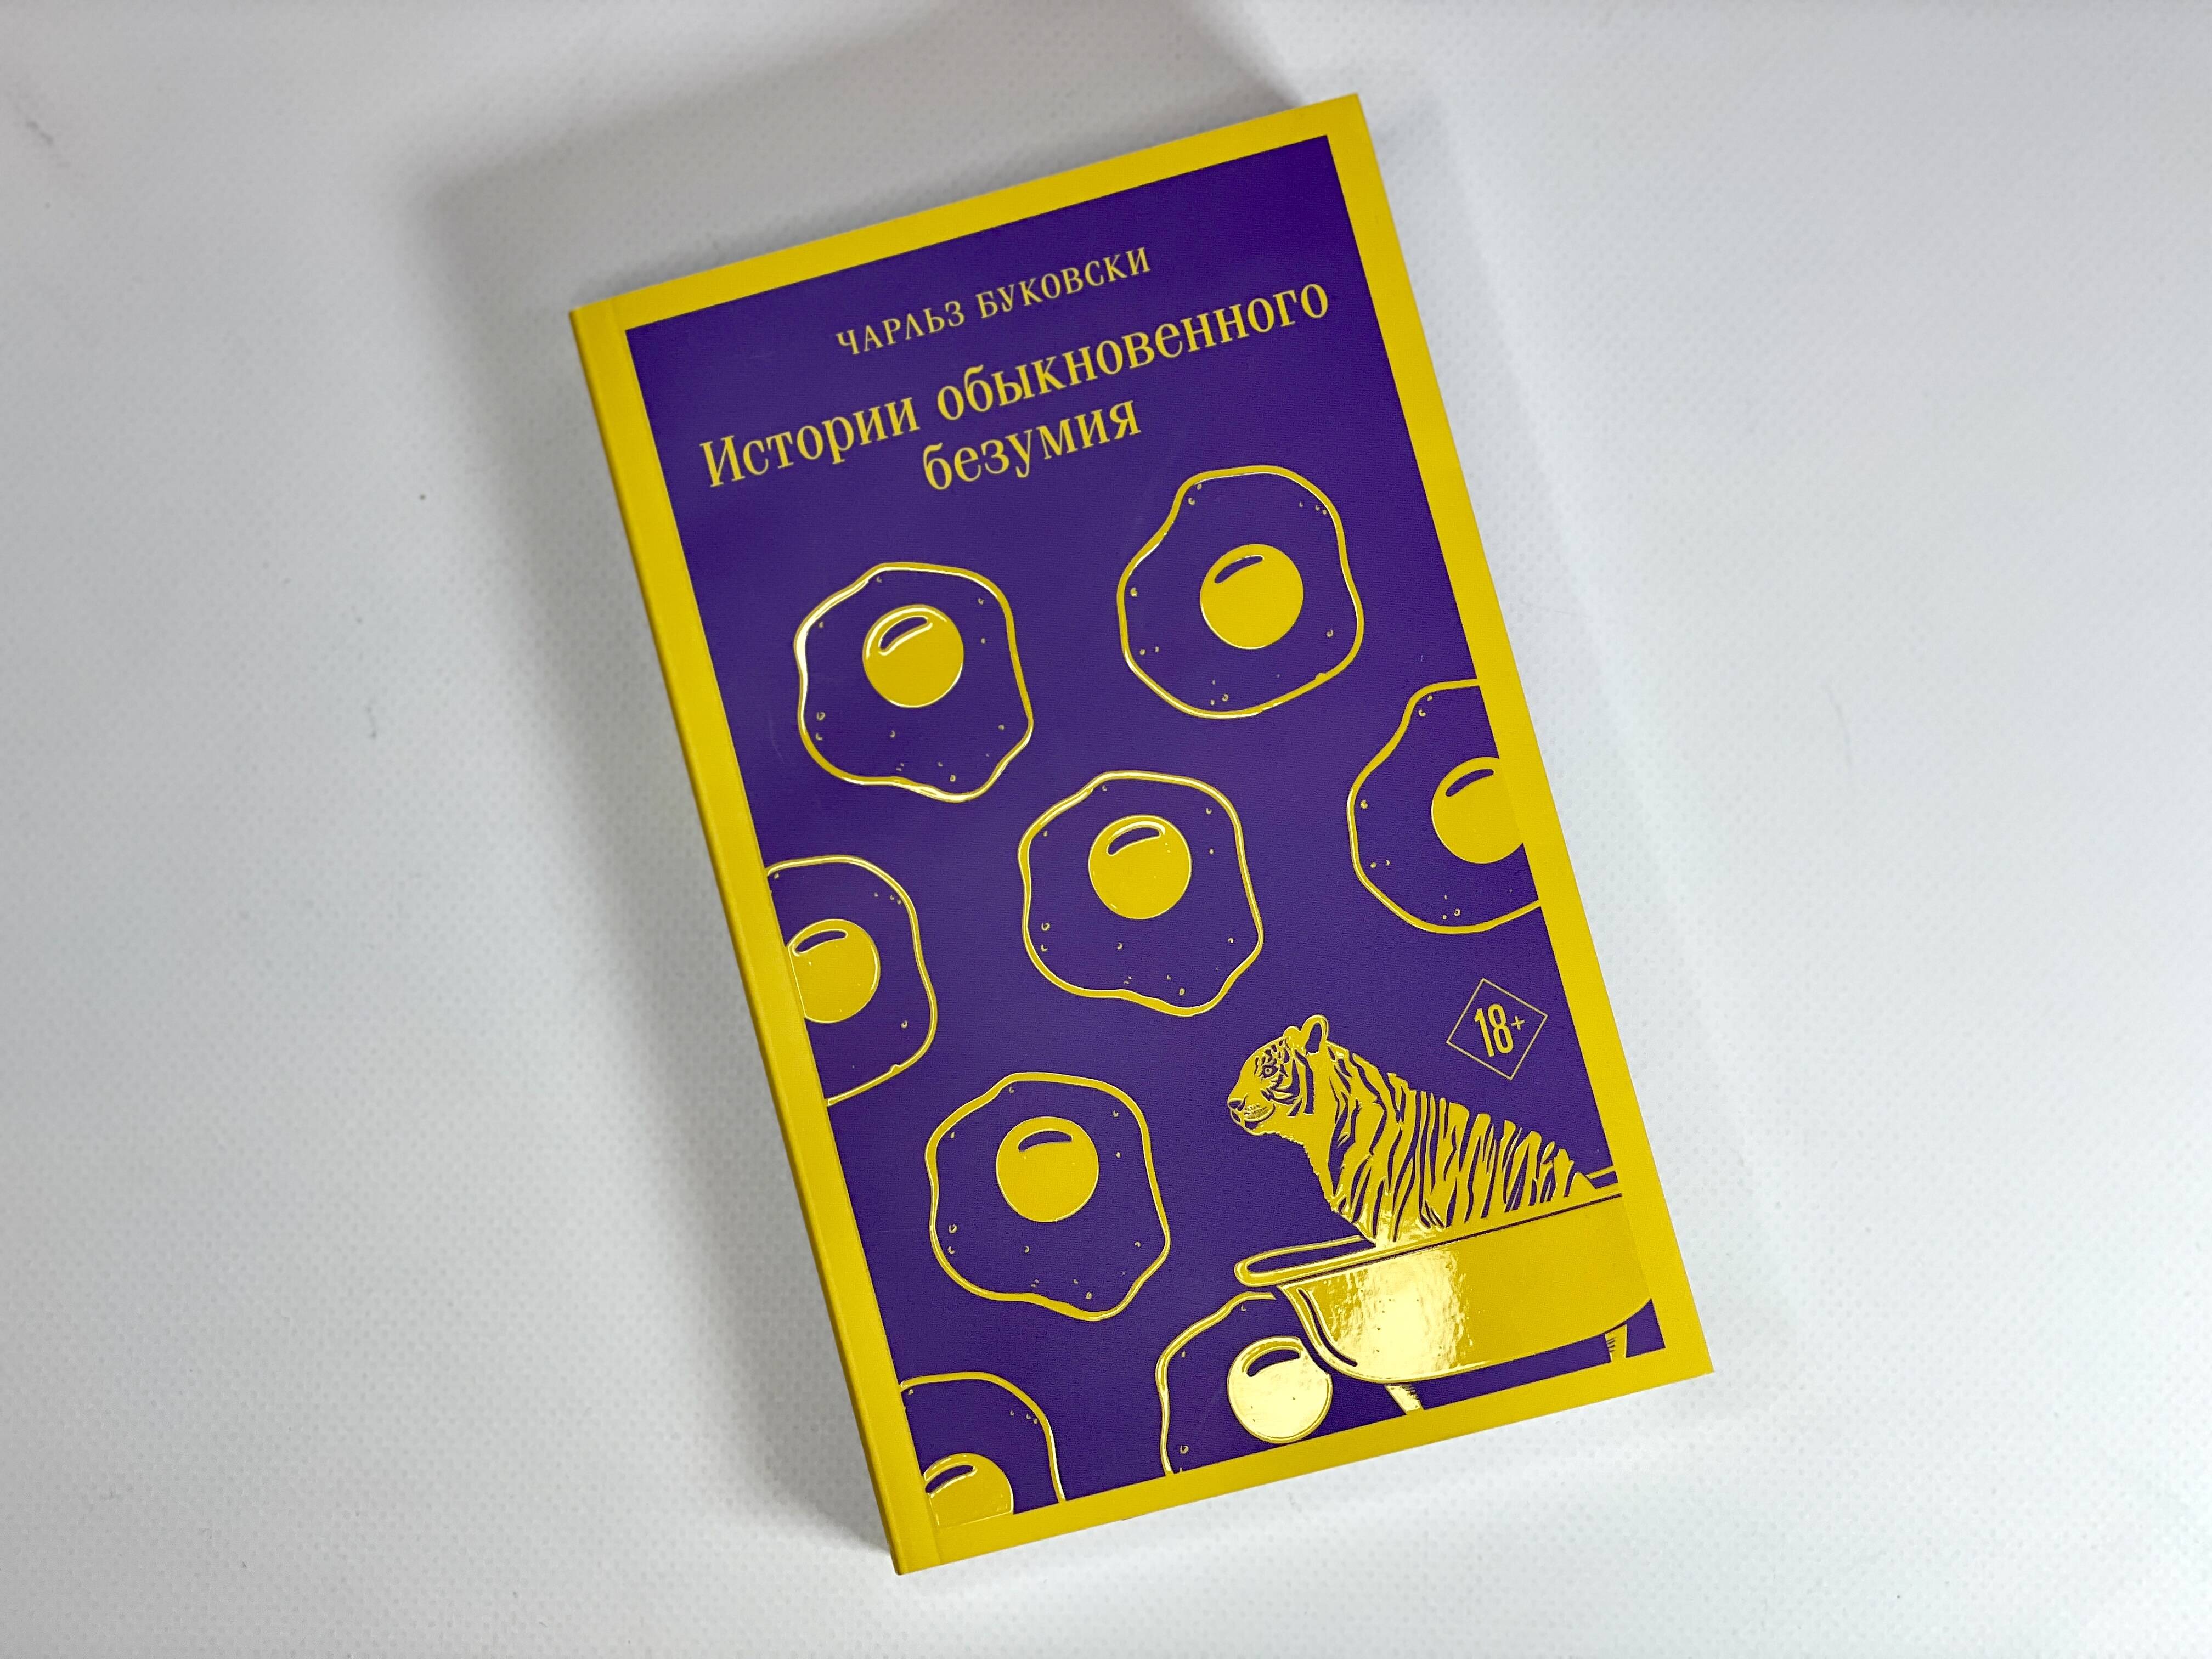 ЧАРЛЬЗ БУКОВСКИ
Истории обыкновенного
безумия
18+